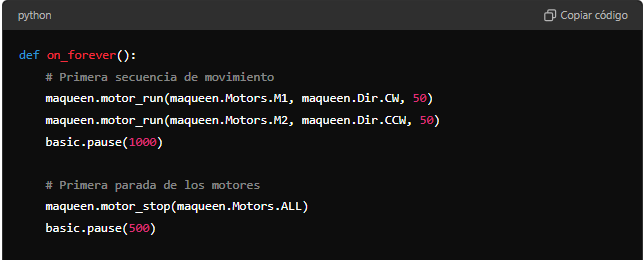 python
Copiar código
def on_forever():
    # Primera secuencia de movimiento
    maqueen.motor_run(maqueen.Motors.M1, maqueen.Dir.CW, 50)
    maqueen.motor_run(maqueen.Motors.M2, maqueen.Dir.CCW, 50)
    basic.pause(1000)

    # Primera parada de los motores
    maqueen.motor_stop(maqueen.Motors.ALL)
    basic.pause(500)